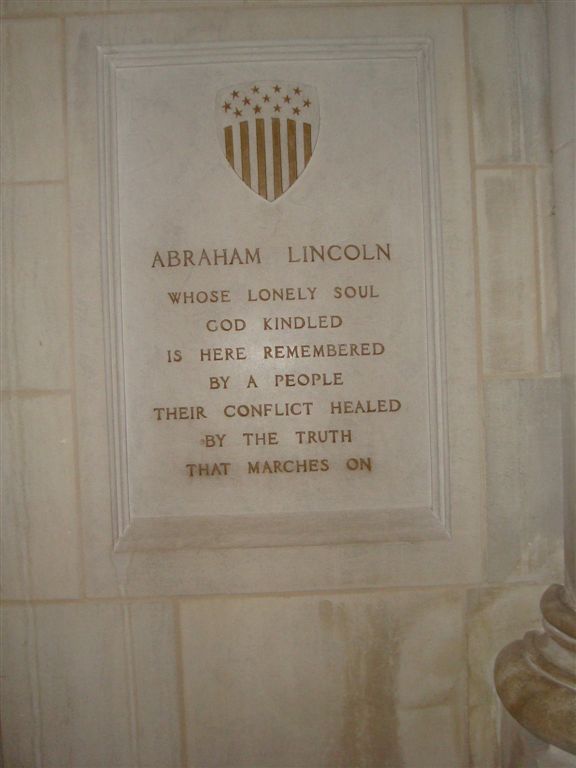 ABRAHAM LINCOLN
WHOSE LONELY SOUL
GOD KINDLED
IS HERE REMEMBERED
BY A PEOPLE
THEIR CONFLICT HEALED
BY THE TRUTH
THAT MARCHES ON